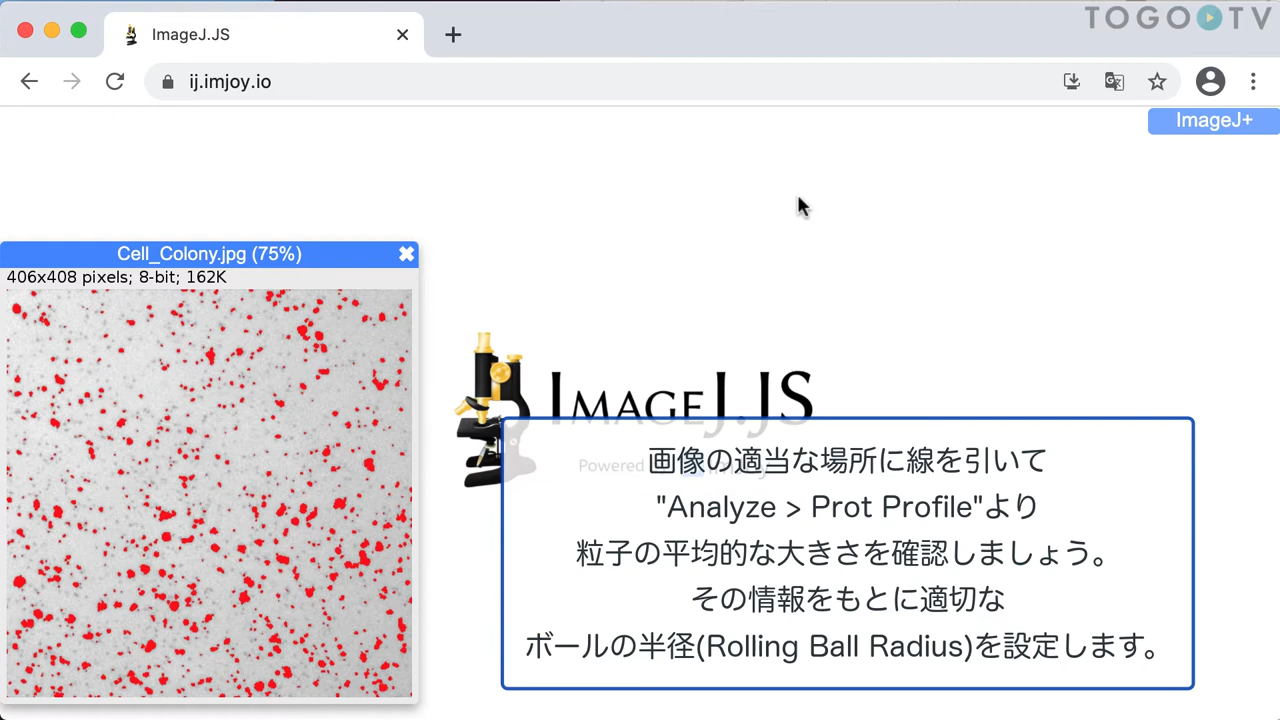 TOGO TV
ImageJ.JS
ij.imjoy.io
ImageJ+
Cell_Colony.jpg (75%)
406x408 pixels; 8-bit; 162K
IMAGEJ.JS
Powered
画像の適当な場所に線を引いて
"Analyze > Prot Profile"より
粒子の平均的な大きさを確認しましょう。
その情報をもとに適切な
ボールの半径(Rolling Ball Radius)を設定します。